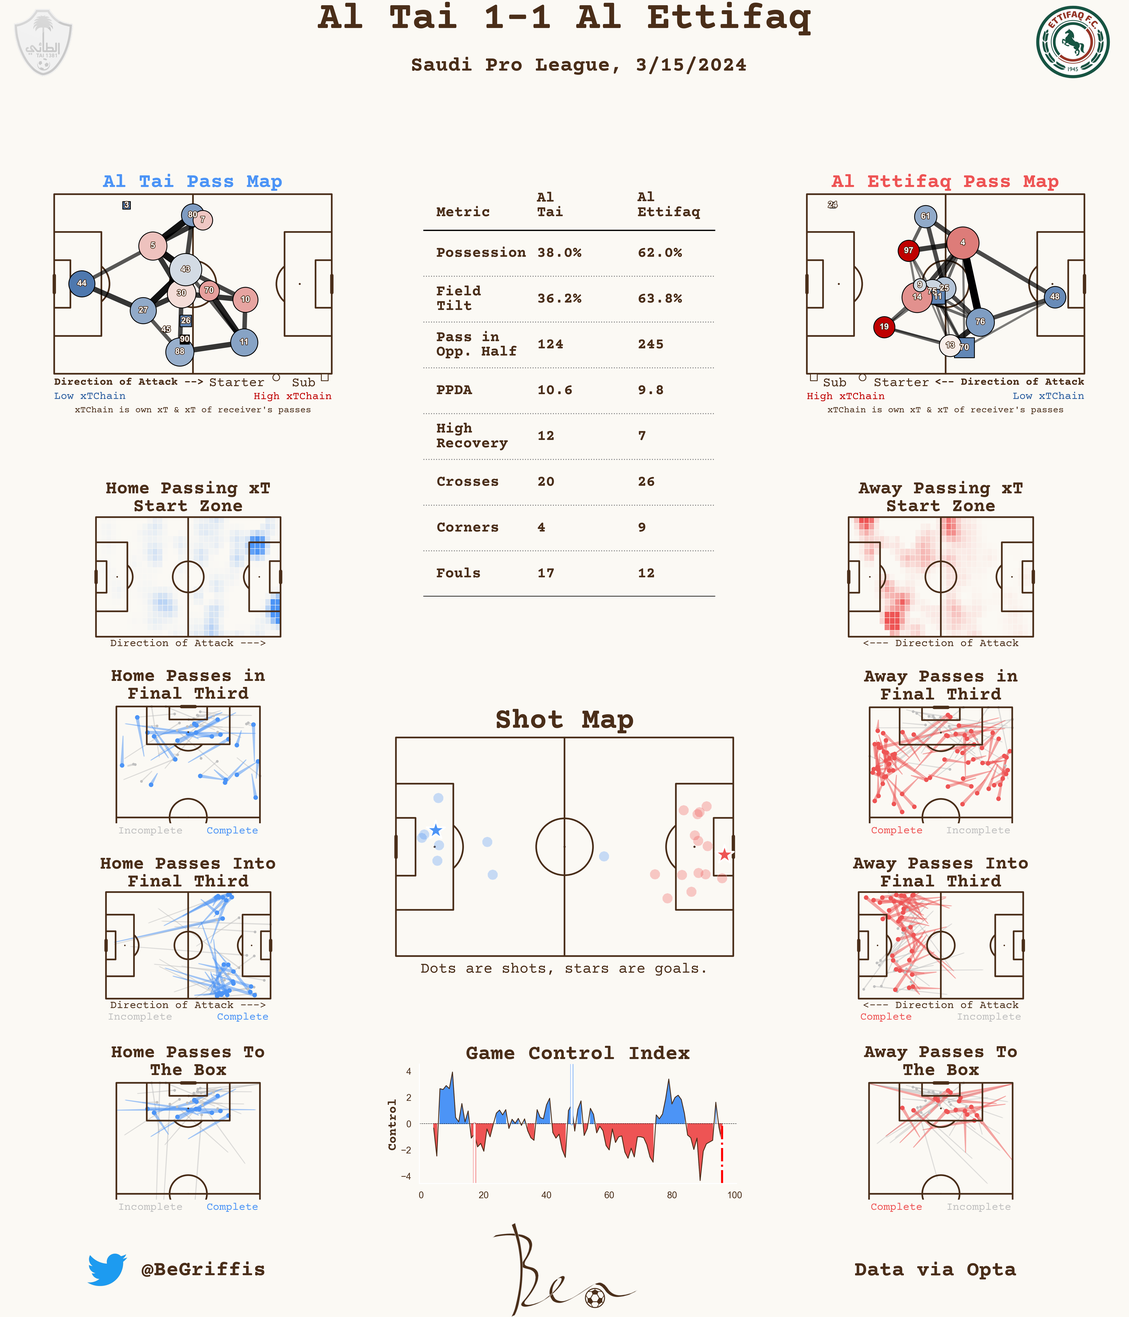 Al Tai 1-1 Al Ettifaq
Saudi Pro League, 3/15/2024
الطائي
TAI 1381
ETTIFAQ F.C.
1945
Al Tai Pass Map
3
80
7
5
43
44
30
70
10
27
26
45
90
11
88
Direction of Attack --> Starter Sub
Low xTChain High xTChain
xTChain is own xT & xT of receiver's passes
Metric Al Tai Al Ettifaq
Possession 38.0% 62.0%
Field Tilt 36.2% 63.8%
Pass in Opp. Half 124 245
PPDA 10.6 9.8
High Recovery 12 7
Crosses 20 26
Corners 4 9
Fouls 17 12
Al Ettifaq Pass Map
24
61
4
97
9
75
25
14
11
48
19
76
13
70
Sub Starter <-- Direction of Attack
High xTChain Low xTChain
xTChain is own xT & xT of receiver's passes
Home Passing xT
Start Zone
Direction of Attack --->
Away Passing xT
Start Zone
<--- Direction of Attack
Home Passes in
Final Third
Incomplete Complete
Away Passes in
Final Third
Complete Incomplete
Shot Map
Dots are shots, stars are goals.
Home Passes Into
Final Third
Direction of Attack --->
Incomplete Complete
Away Passes Into
Final Third
<--- Direction of Attack
Complete Incomplete
Home Passes To
The Box
Incomplete Complete
Game Control Index
Control
4
2
0
−2
−4
0 20 40 60 80 100
Away Passes To
The Box
Complete Incomplete
@BeGriffis
Ben
Data via Opta